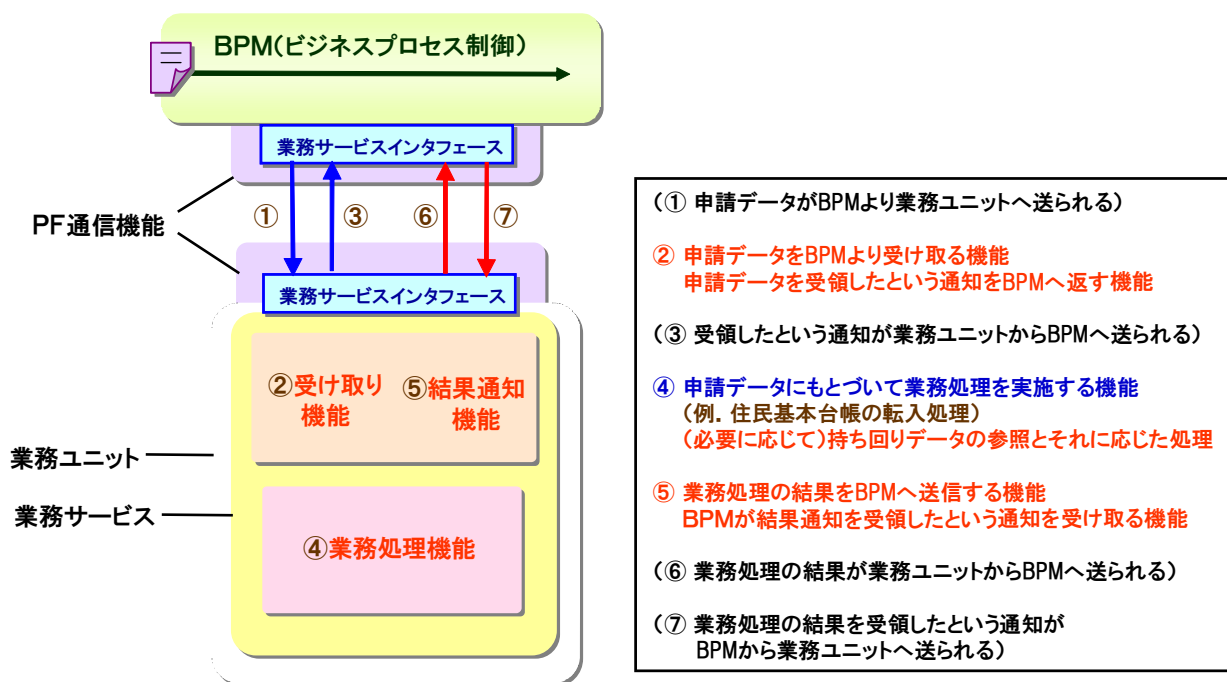 BPM(ビジネスプロセス制御)
業務サービスインタフェース
PF通信機能
①
③
⑥
⑦
業務サービスインタフェース
②受け取り
機能
⑤結果通知
機能
業務ユニット
業務サービス
④業務処理機能
(① 申請データがBPMより業務ユニットへ送られる)
② 申請データをBPMより受け取る機能
申請データを受領したという通知をBPMへ返す機能
(③ 受領したという通知が業務ユニットからBPMへ送られる)
④ 申請データにもとづいて業務処理を実施する機能
(例. 住民基本台帳の転入処理)
(必要に応じて)持ち回りデータの参照とそれに応じた処理
⑤ 業務処理の結果をBPMへ送信する機能
BPMが結果通知を受領したという通知を受け取る機能
(⑥ 業務処理の結果が業務ユニットからBPMへ送られる)
(⑦ 業務処理の結果を受領したという通知が
BPMから業務ユニットへ送られる)